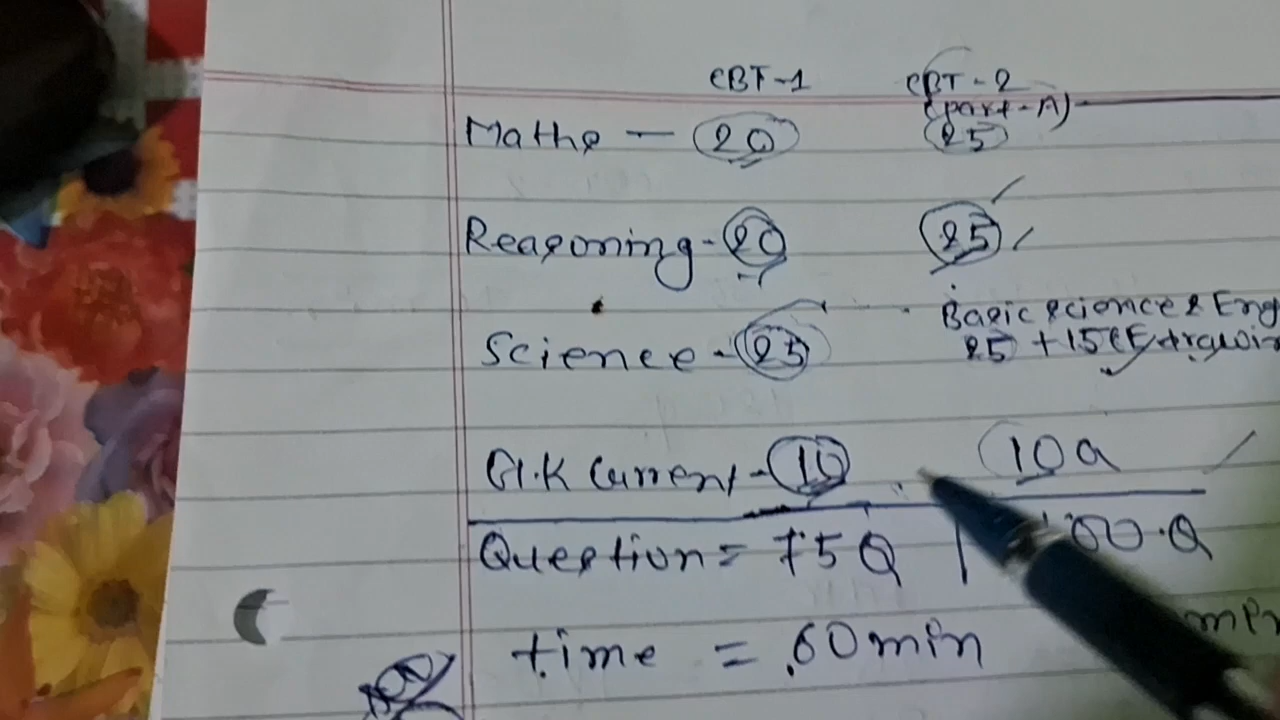 CBT-1 CBT-2
(part-A)
Maths - 20 25
Reasoning - 20 25
Basic science & Eng
Science - 25 25 + 15 (Extra
G.K Current - 10 10Q
Question = 75Q | 100.Q
time = 60 min